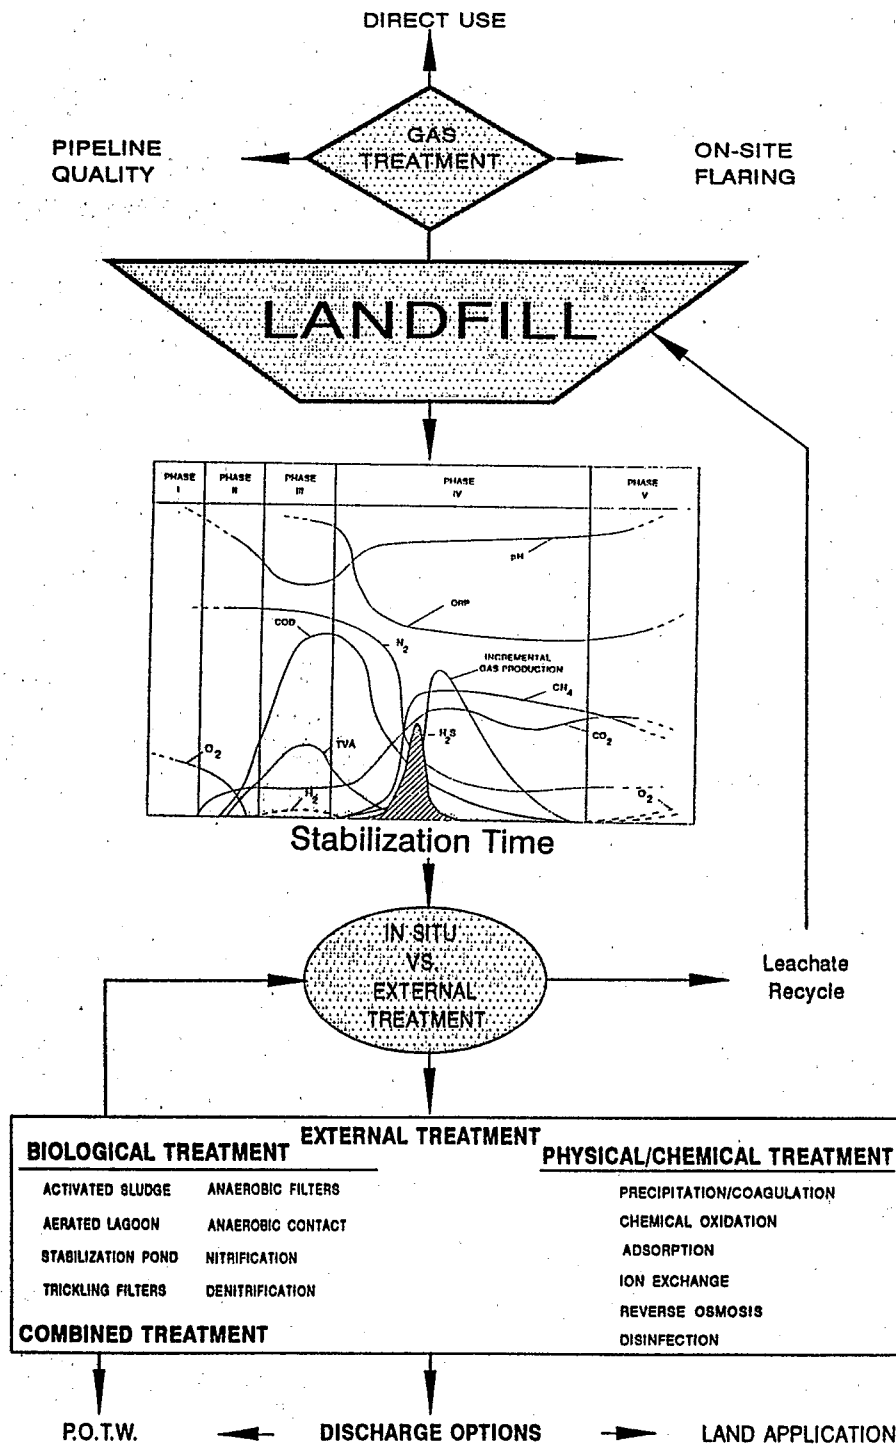 DIRECT USE
GAS
TREATMENT
PIPELINE
QUALITY
ON-SITE
FLARING
LANDFILL
PHASE
I
PHASE
II
PHASE
III
PHASE
IV
PHASE
V
pH
ORP
COD
N2
INCREMENTAL
GAS PRODUCTION
CH4
H2S
CO2
O2
TVA
H2
O2
Stabilization Time
IN SITU
VS.
EXTERNAL
TREATMENT
Leachate
Recycle
EXTERNAL TREATMENT
BIOLOGICAL TREATMENT
ACTIVATED SLUDGE ANAEROBIC FILTERS
AERATED LAGOON ANAEROBIC CONTACT
STABILIZATION POND NITRIFICATION
TRICKLING FILTERS DENITRIFICATION
COMBINED TREATMENT
PHYSICAL/CHEMICAL TREATMENT
PRECIPITATION/COAGULATION
CHEMICAL OXIDATION
ADSORPTION
ION EXCHANGE
REVERSE OSMOSIS
DISINFECTION
P.O.T.W. DISCHARGE OPTIONS LAND APPLICATION